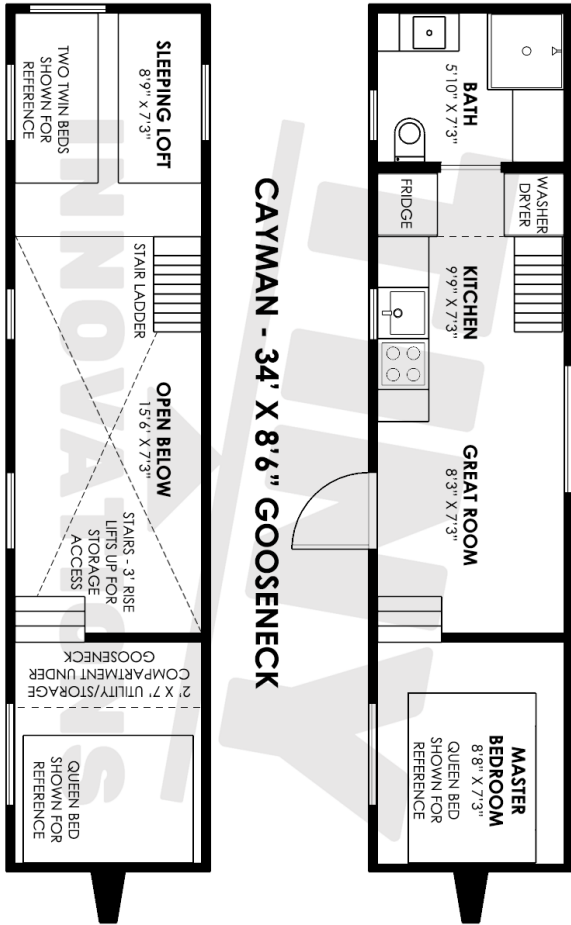 SLEEPING LOFT
8'9" X 7'3"
TWO TWIN BEDS
SHOWN FOR
REFERENCE
STAIR LADDER
OPEN BELOW
15'6' X 7'3"
STAIRS - 3' RISE
LIFTS UP FOR
STORAGE
ACCESS
2' X 7' UTILITY/STORAGE
COMPARTMENT UNDER
GOOSENECK
QUEEN BED
SHOWN FOR
REFERENCE
CAYMAN - 34' X 8'6" GOOSENECK
BATH
5'10" X 7'3"
WASHER
DRYER
FRIDGE
KITCHEN
9'9" X 7'3"
GREAT ROOM
8'3" X 7'3"
MASTER
BEDROOM
8'8" X 7'3"
QUEEN BED
SHOWN FOR
REFERENCE
TINY
INNOVATIONS